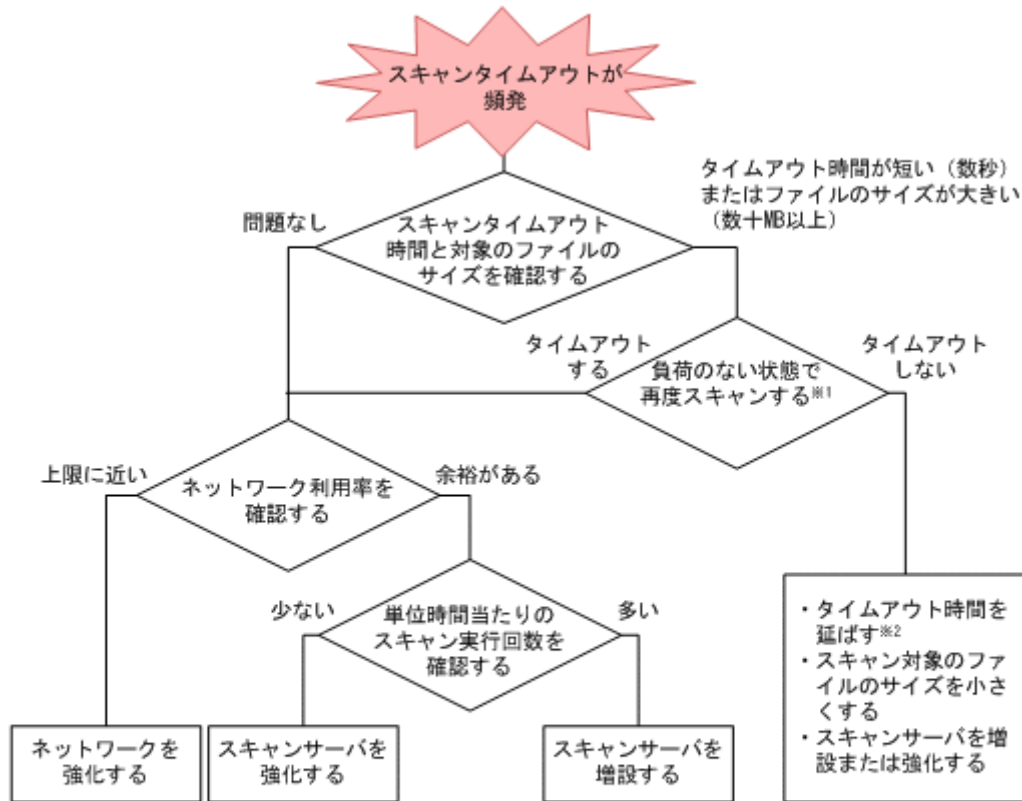 スキャンタイムアウトが
頻発
タイムアウト時間が短い（数秒）
またはファイルのサイズが大きい
（数十MB以上）
問題なし
スキャンタイムアウト
時間と対象のファイルの
サイズを確認する
タイムアウト
する
負荷のない状態で
再度スキャンする※1
タイムアウト
しない
上限に近い
ネットワーク利用率を
確認する
余裕がある
少ない
単位時間当たりの
スキャン実行回数を
確認する
多い
・タイムアウト時間を
延ばす※2
・スキャン対象のファ
イルのサイズを小さ
くする
・スキャンサーバを増
設または強化する
ネットワークを
強化する
スキャンサーバを
強化する
スキャンサーバを
増設する